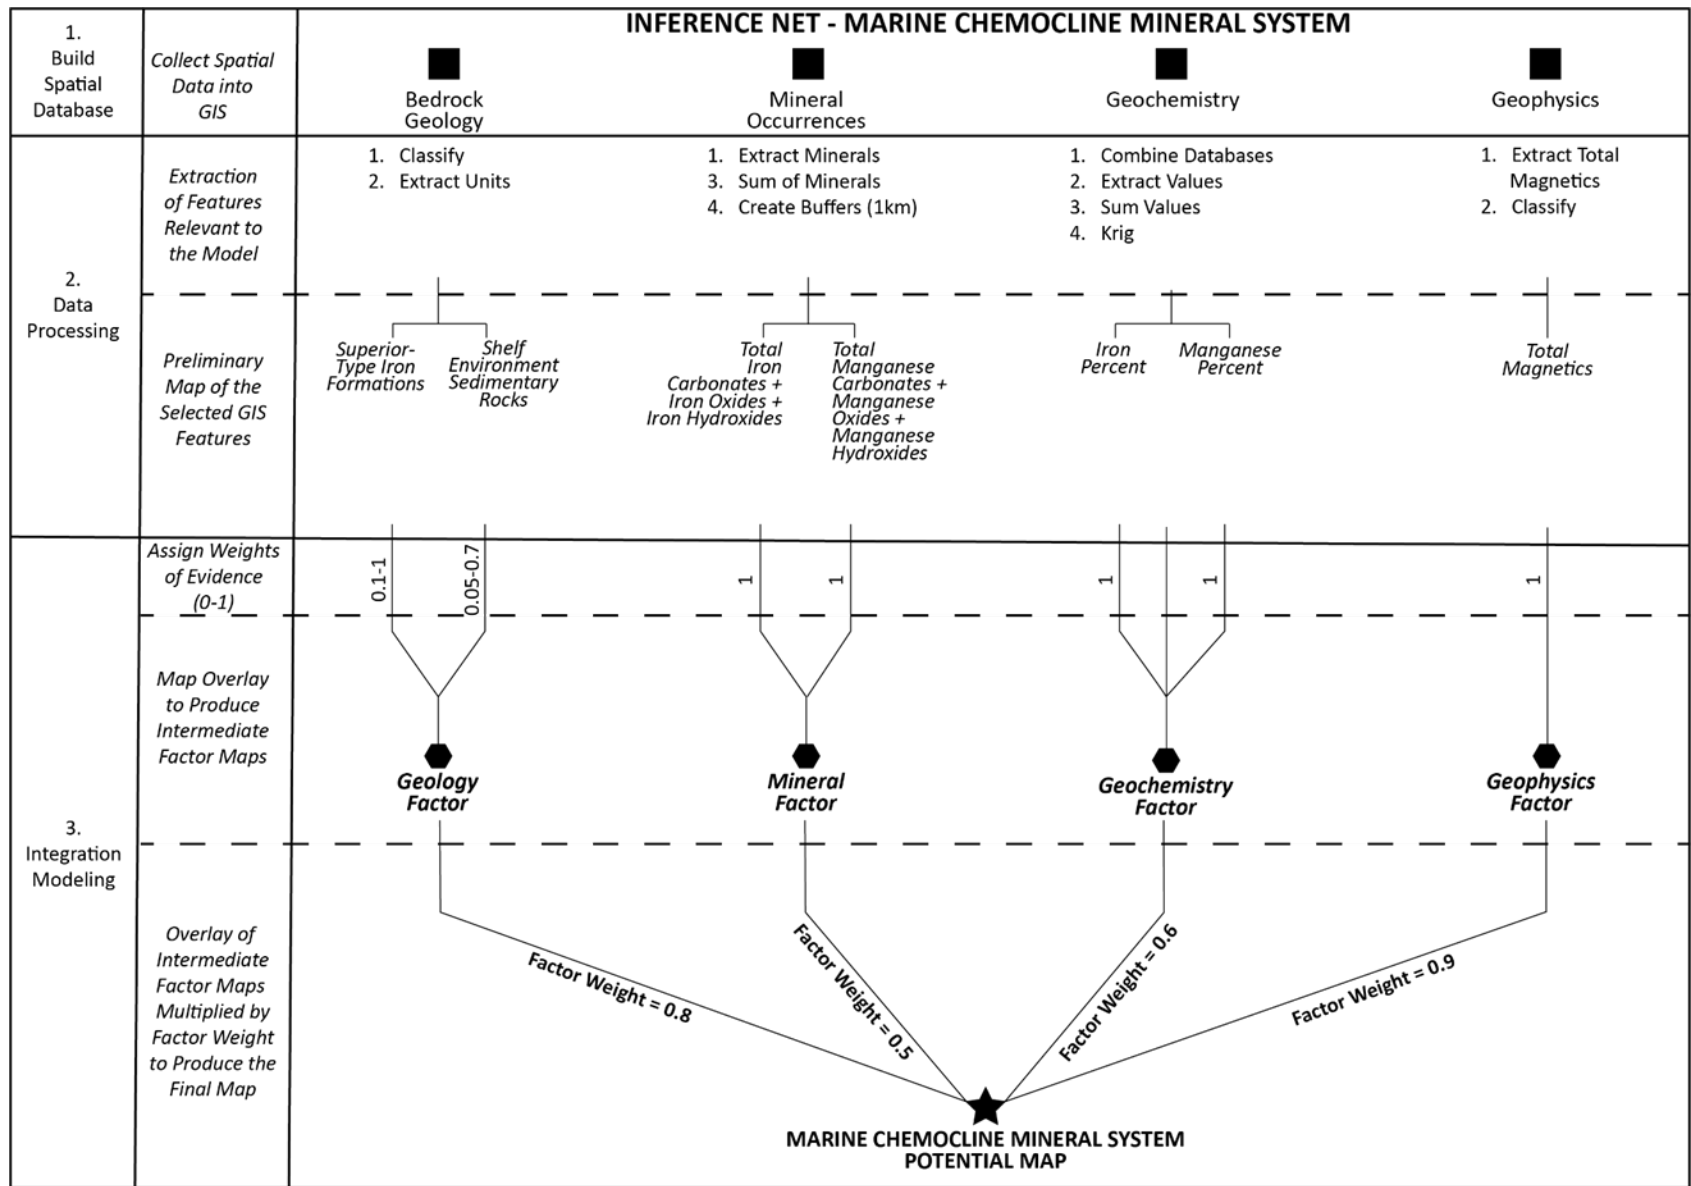 INFERENCE NET - MARINE CHEMOCLINE MINERAL SYSTEM
1.
Build
Spatial
Database
Collect Spatial
Data into
GIS
Bedrock
Geology
Mineral
Occurrences
Geochemistry
Geophysics
2.
Data
Processing
Extraction
of Features
Relevant to
the Model
1. Classify
2. Extract Units
1. Extract Minerals
3. Sum of Minerals
4. Create Buffers (1km)
1. Combine Databases
2. Extract Values
3. Sum Values
4. Krig
1. Extract Total
Magnetics
2. Classify
Preliminary
Map of the
Selected GIS
Features
Superior-
Type Iron
Formations
Shelf
Environment
Sedimentary
Rocks
Total
Iron
Carbonates +
Iron Oxides +
Iron Hydroxides
Total
Manganese
Carbonates +
Manganese
Oxides +
Manganese
Hydroxides
Iron
Percent
Manganese
Percent
Total
Magnetics
3.
Integration
Modeling
Assign Weights
of Evidence
(0-1)
0.1-1
0.05-0.7
1
1
1
1
1
Map Overlay
to Produce
Intermediate
Factor Maps
Geology
Factor
Mineral
Factor
Geochemistry
Factor
Geophysics
Factor
Overlay of
Intermediate
Factor Maps
Multiplied by
Factor Weight
to Produce the
Final Map
Factor Weight = 0.8
Factor Weight = 0.5
Factor Weight = 0.6
Factor Weight = 0.9
MARINE CHEMOCLINE MINERAL SYSTEM
POTENTIAL MAP